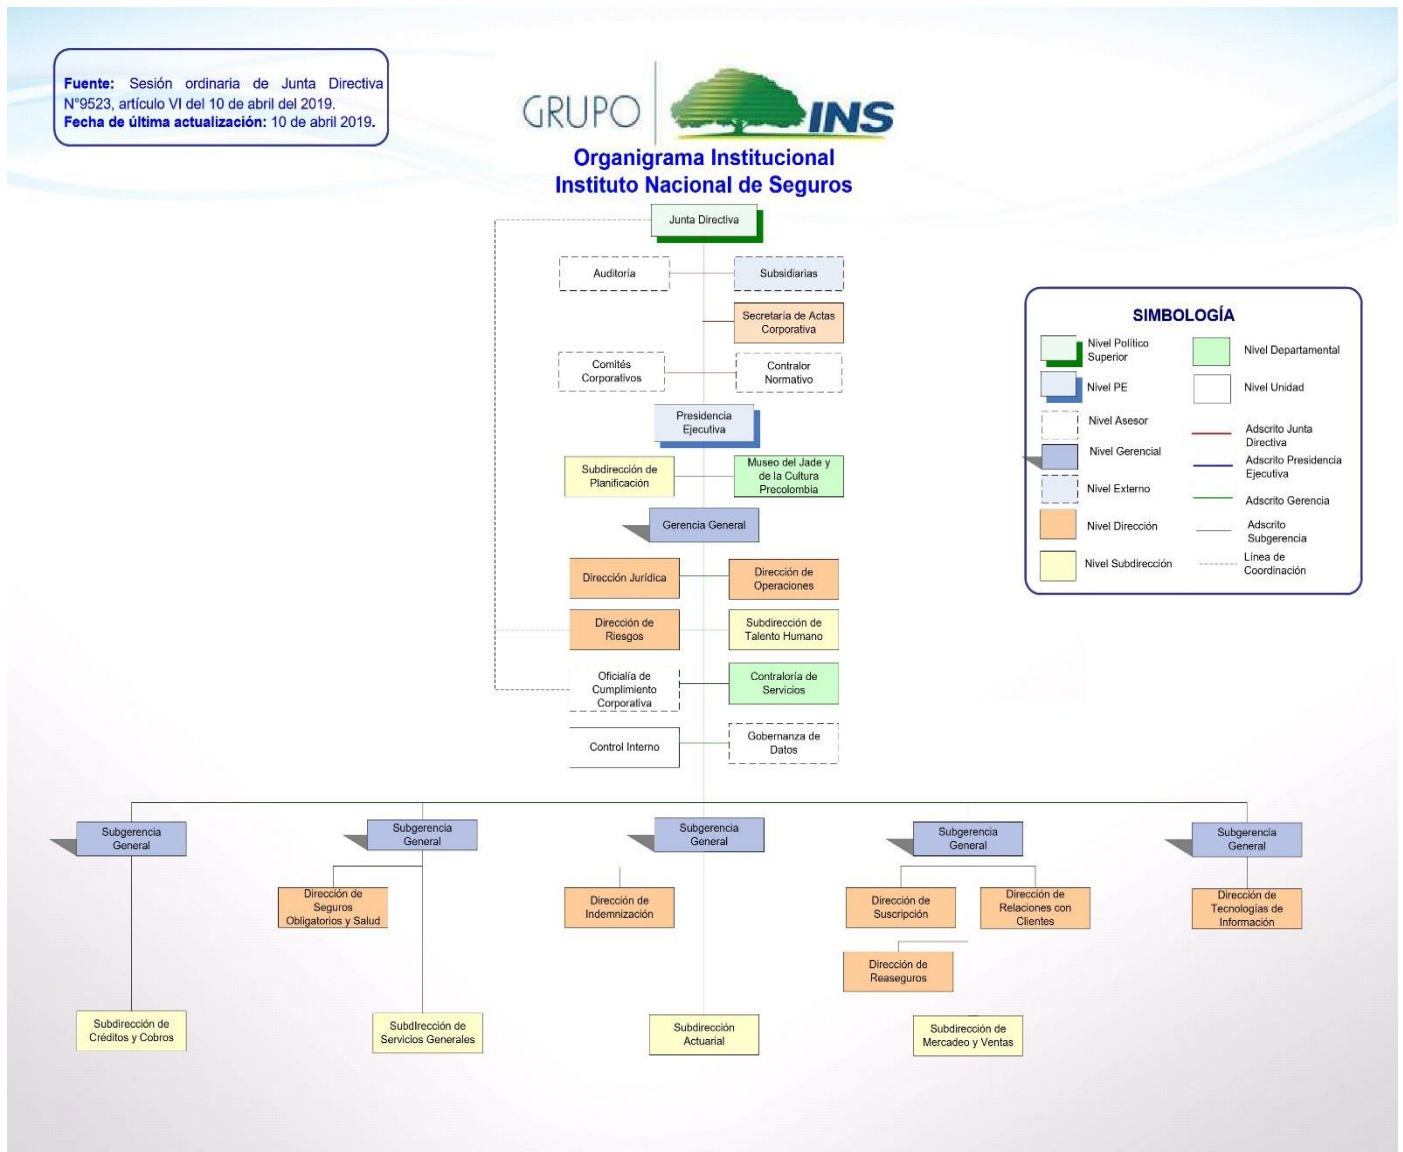 Fuente: Sesión ordinaria de Junta Directiva
N°9523, artículo VI del 10 de abril del 2019.
Fecha de última actualización: 10 de abril 2019.
GRUPO INS
Organigrama Institucional
Instituto Nacional de Seguros
Junta Directiva
Auditoría
Subsidiarias
Secretaría de Actas
Corporativa
Comités
Corporativos
Contralor
Normativo
Presidencia
Ejecutiva
Subdirección de
Planificación
Museo del Jade y
de la Cultura
Precolombia
Gerencia General
Dirección Jurídica
Dirección de
Operaciones
Dirección de
Riesgos
Subdirección de
Talento Humano
Oficialía de
Cumplimiento
Corporativa
Contraloría de
Servicios
Control Interno
Gobernanza de
Datos
SIMBOLOGÍA
Nivel Político
Superior
Nivel PE
Nivel Asesor
Nivel Gerencial
Nivel Externo
Nivel Dirección
Nivel Subdirección
Nivel Departamental
Nivel Unidad
Adscrito Junta
Directiva
Adscrito Presidencia
Ejecutiva
Adscrito Gerencia
Adscrito
Subgerencia
Línea de
Coordinación
Subgerencia
General
Subgerencia
General
Subgerencia
General
Subgerencia
General
Subgerencia
General
Dirección de
Seguros
Obligatorios y Salud
Dirección de
Indemnización
Dirección de
Suscripción
Dirección de
Relaciones con
Clientes
Dirección de
Tecnologías de
Información
Dirección de
Reaseguros
Subdirección de
Créditos y Cobros
SubdIrección de
Servicios Generales
Subdirección
Actuarial
Subdirección de
Mercadeo y Ventas